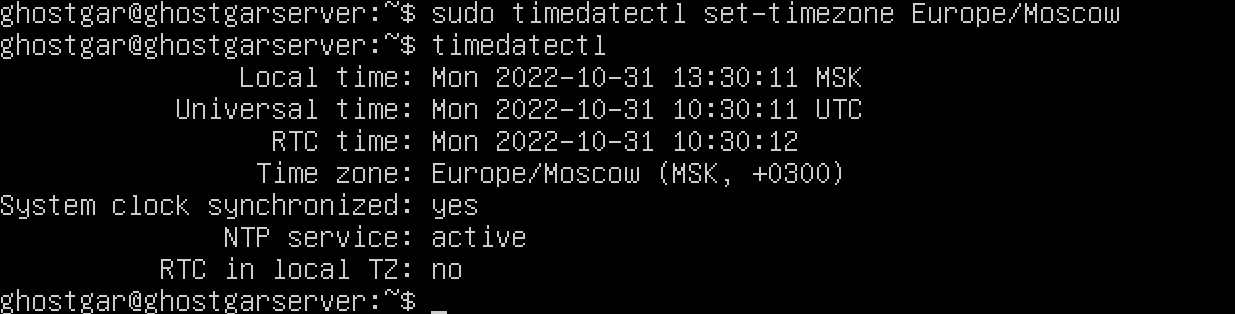 ghostgar@ghostgarserver:~$ sudo timedatectl set-timezone Europe/Moscow
ghostgar@ghostgarserver:~$ timedatectl
Local time: Mon 2022-10-31 13:30:11 MSK
Universal time: Mon 2022-10-31 10:30:11 UTC
RTC time: Mon 2022-10-31 10:30:12
Time zone: Europe/Moscow (MSK, +0300)
System clock synchronized: yes
NTP service: active
RTC in local TZ: no
ghostgar@ghostgarserver:~$ _